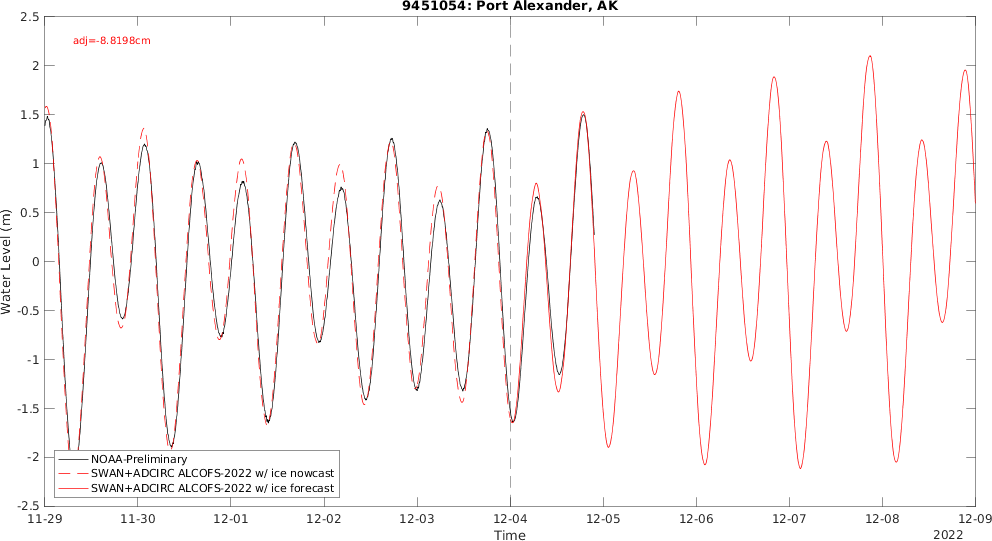 9451054: Port Alexander, AK
adj=-8.8198cm
Water Level (m)
2.5
2
1.5
1
0.5
0
-0.5
-1
-1.5
-2
-2.5
NOAA-Preliminary
SWAN+ADCIRC ALCOFS-2022 w/ ice nowcast
SWAN+ADCIRC ALCOFS-2022 w/ ice forecast
11-29 11-30 12-01 12-02 12-03 12-04 12-05 12-06 12-07 12-08 12-09
Time
2022